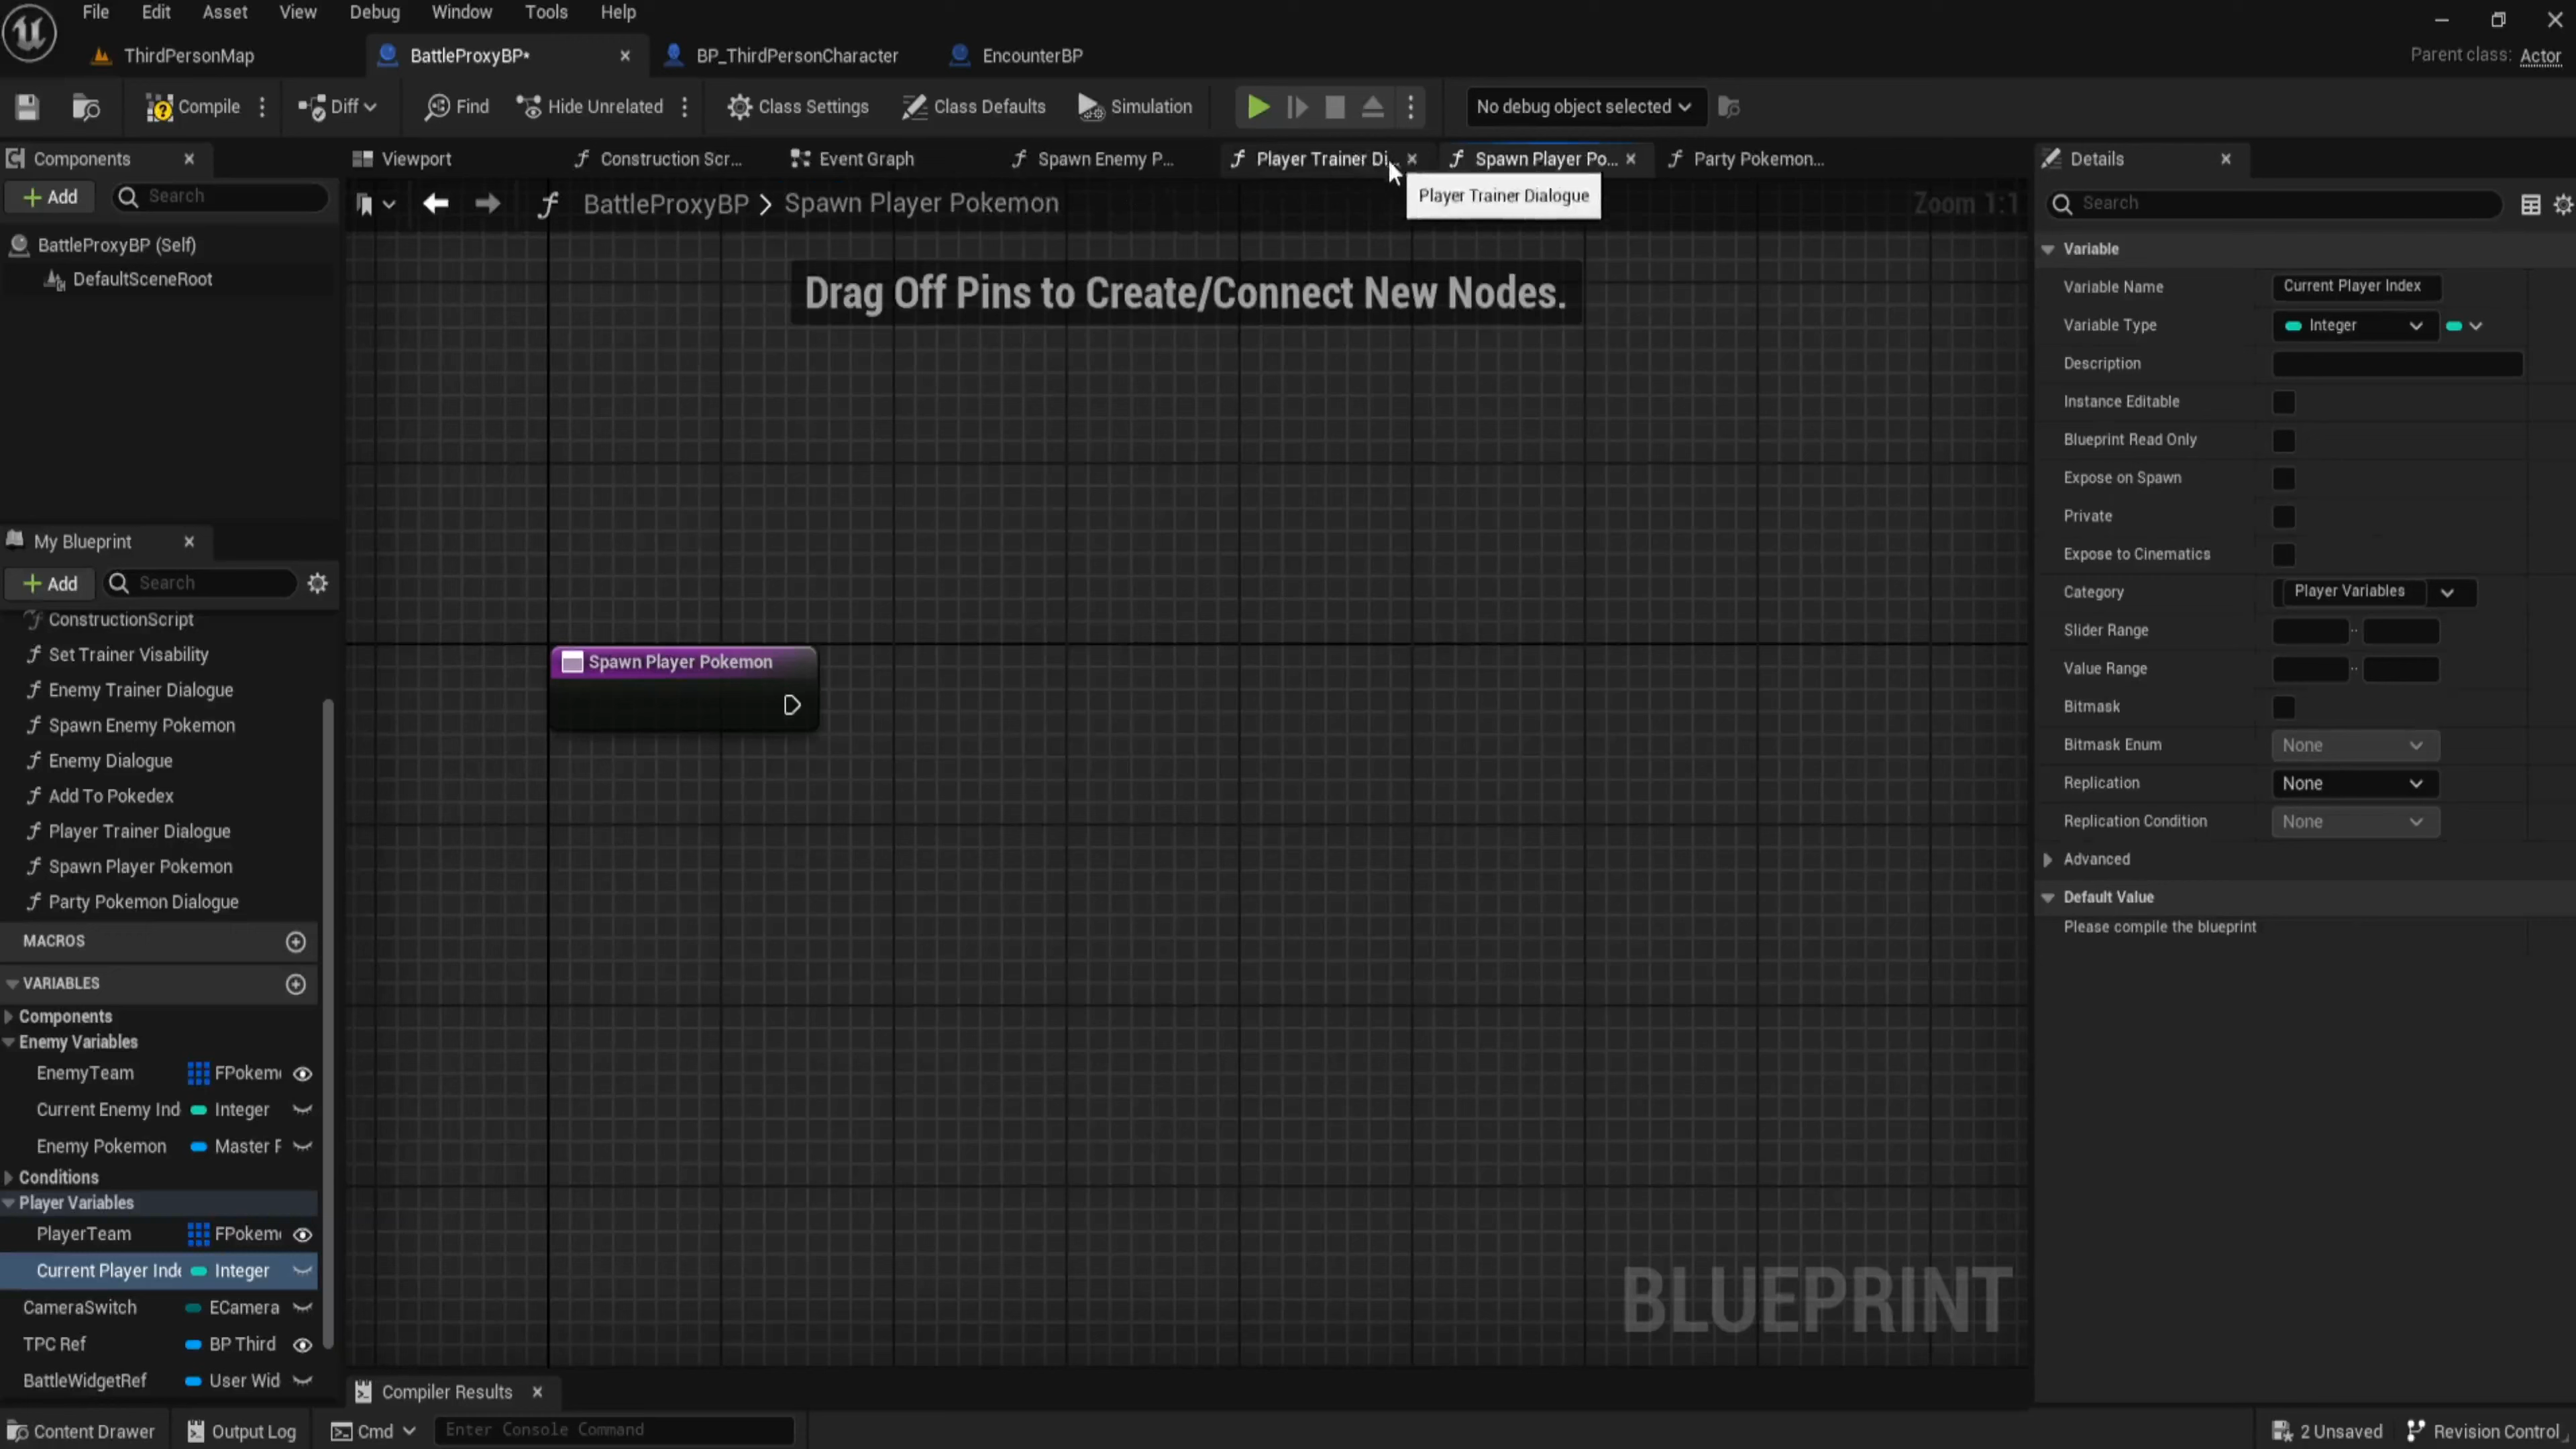 File Edit Asset View Debug Window Tools Help
ThirdPersonMap BattleProxyBP* BP_ThirdPersonCharacter EncounterBP Parent class: Actor
Compile Diff Find Hide Unrelated Class Settings Class Defaults Simulation No debug object selected
Components Viewport Construction Scr... Event Graph Spawn Enemy P... Player Trainer Di... Spawn Player Po... Party Pokemon... Details
Add Search BattleProxyBP > Spawn Player Pokemon Player Trainer Dialogue Zoom 1:1 Search
BattleProxyBP (Self)
DefaultSceneRoot
Drag Off Pins to Create/Connect New Nodes.
My Blueprint
Add Search
ConstructionScript
Set Trainer Visability
Enemy Trainer Dialogue
Spawn Enemy Pokemon
Enemy Dialogue
Add To Pokedex
Player Trainer Dialogue
Spawn Player Pokemon
Party Pokemon Dialogue
MACROS
VARIABLES
Components
Enemy Variables
EnemyTeam FPokem
Current Enemy Ind Integer
Enemy Pokemon Master P
Conditions
Player Variables
PlayerTeam FPokem
Current Player Inde Integer
CameraSwitch ECamera
TPC Ref BP Third
BattleWidgetRef User Wid
Spawn Player Pokemon
BLUEPRINT
Variable
Variable Name Current Player Index
Variable Type Integer
Description
Instance Editable
Blueprint Read Only
Expose on Spawn
Private
Expose to Cinematics
Category Player Variables
Slider Range ..
Value Range ..
Bitmask
Bitmask Enum None
Replication None
Replication Condition None
Advanced
Default Value
Please compile the blueprint
Compiler Results
Content Drawer Output Log Cmd Enter Console Command 2 Unsaved Revision Control